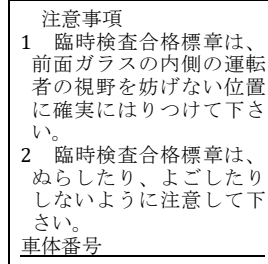 注意事項
1　臨時検査合格標章は、
前面ガラスの内側の運転
者の視野を妨げない位置
に確実にはりつけて下さ
い。
2　臨時検査合格標章は、
ぬらしたり、よごしたり
しないように注意して下
さい。
車体番号